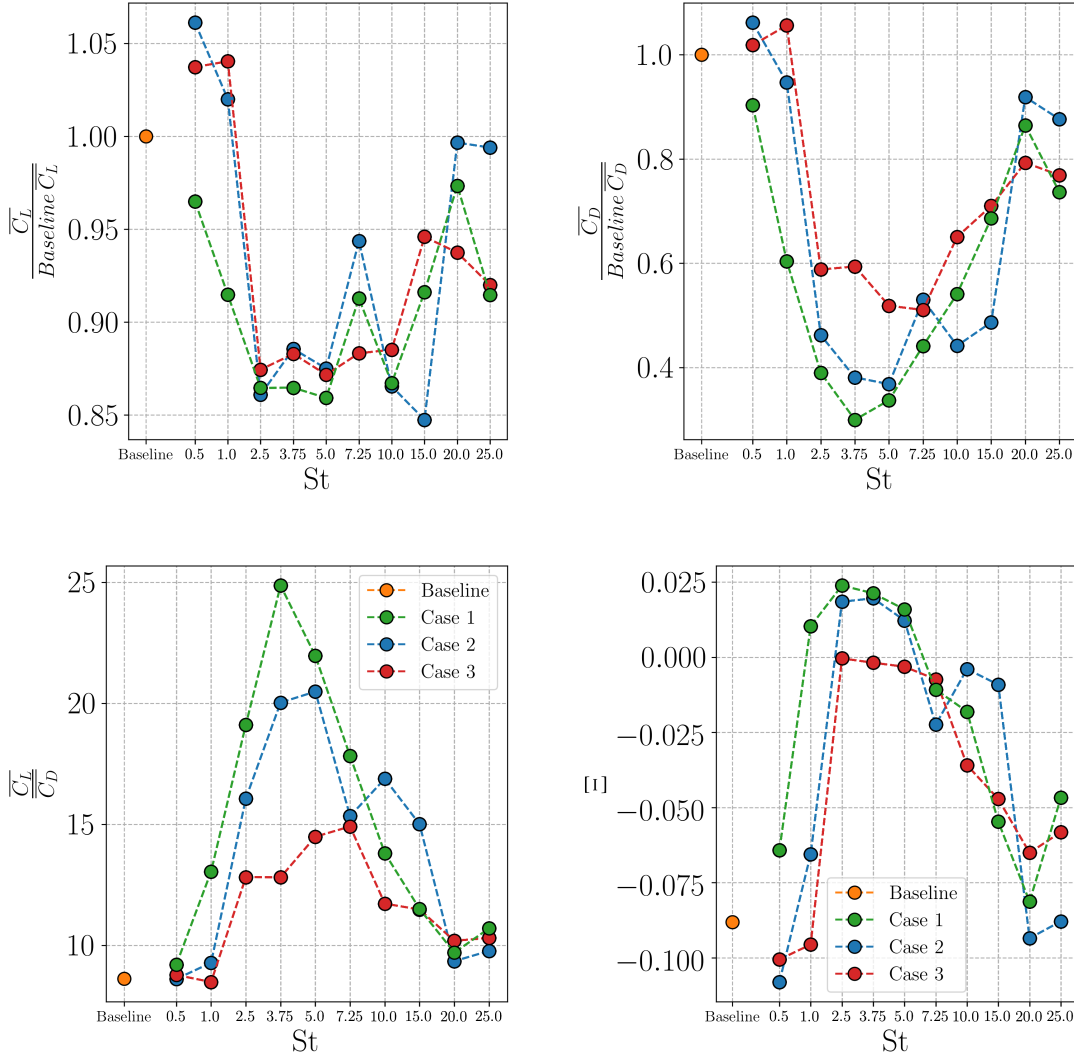 1.05
1.00
0.95
0.90
0.85
C_L
Baseline C_L
Baseline 0.5 1.0 2.5 3.75 5.0 7.25 10.0 15.0 20.0 25.0
St
1.0
0.8
0.6
0.4
C_D
Baseline C_D
Baseline 0.5 1.0 2.5 3.75 5.0 7.25 10.0 15.0 20.0 25.0
St
25
20
15
10
C_L
C_D
Baseline
Case 1
Case 2
Case 3
Baseline 0.5 1.0 2.5 3.75 5.0 7.25 10.0 15.0 20.0 25.0
St
0.025
0.000
−0.025
−0.050
−0.075
−0.100
Ξ
Baseline
Case 1
Case 2
Case 3
Baseline 0.5 1.0 2.5 3.75 5.0 7.25 10.0 15.0 20.0 25.0
St